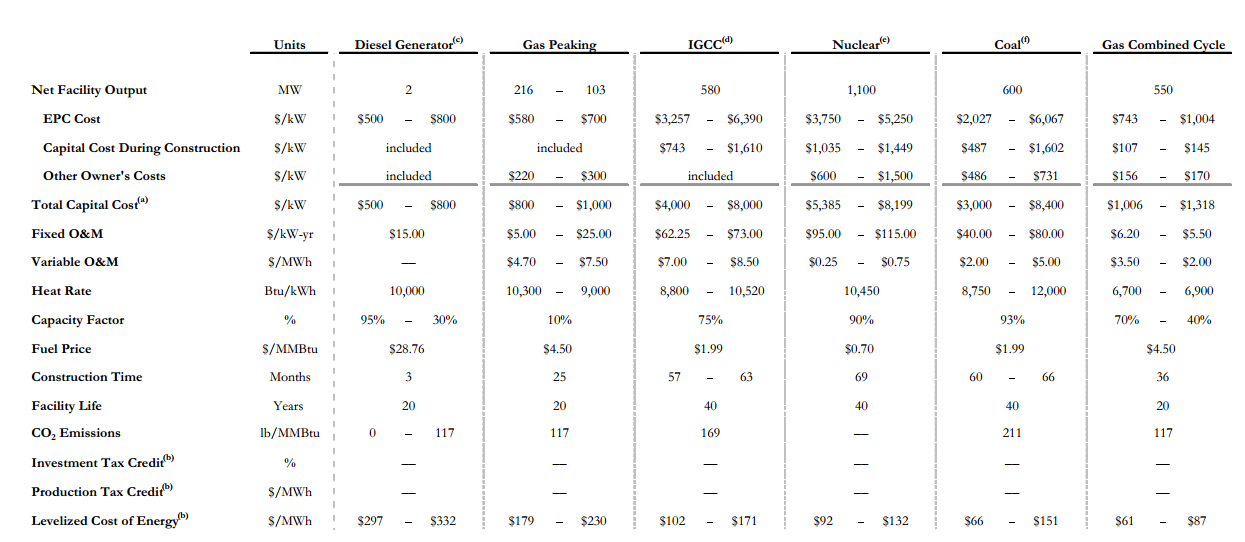 Units Diesel Generator(c) Gas Peaking IGCC(d) Nuclear(e) Coal(f) Gas Combined Cycle
Net Facility Output MW 2 216 – 103 580 1,100 600 550
EPC Cost $/kW $500 – $800 $580 – $700 $3,257 – $6,390 $3,750 – $5,250 $2,027 – $6,067 $743 – $1,004
Capital Cost During Construction $/kW included included $743 – $1,610 $1,035 – $1,449 $487 – $1,602 $107 – $145
Other Owner's Costs $/kW included $220 – $300 included $600 – $1,500 $486 – $731 $156 – $170
Total Capital Cost(a) $/kW $500 – $800 $800 – $1,000 $4,000 – $8,000 $5,385 – $8,199 $3,000 – $8,400 $1,006 – $1,318
Fixed O&M $/kW-yr $15.00 $5.00 – $25.00 $62.25 – $73.00 $95.00 – $115.00 $40.00 – $80.00 $6.20 – $5.50
Variable O&M $/MWh — $4.70 – $7.50 $7.00 – $8.50 $0.25 – $0.75 $2.00 – $5.00 $3.50 – $2.00
Heat Rate Btu/kWh 10,000 10,300 – 9,000 8,800 – 10,520 10,450 8,750 – 12,000 6,700 – 6,900
Capacity Factor % 95% – 30% 10% 75% 90% 93% 70% – 40%
Fuel Price $/MMBtu $28.76 $4.50 $1.99 $0.70 $1.99 $4.50
Construction Time Months 3 25 57 – 63 69 60 – 66 36
Facility Life Years 20 20 40 40 40 20
CO₂ Emissions lb/MMBtu 0 – 117 117 169 — 211 117
Investment Tax Credit(b) % — — — — — —
Production Tax Credit(b) $/MWh — — — — — —
Levelized Cost of Energy(b) $/MWh $297 – $332 $179 – $230 $102 – $171 $92 – $132 $66 – $151 $61 – $87